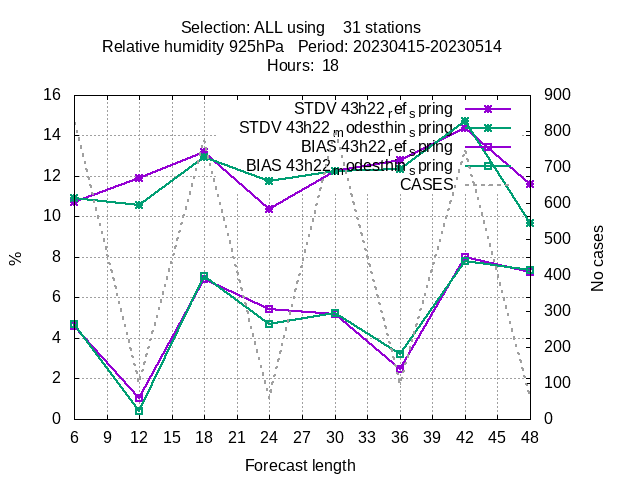 Selection: ALL using    31 stations
Relative humidity 925hPa   Period: 20230415-20230514
Hours:  18
STDV 43h22_ref_spring
STDV 43h22_modesthin_spring
BIAS 43h22_ref_spring
BIAS 43h22_modesthin_spring
CASES
16
14
12
10
8
6
4
2
0
%
900
800
700
600
500
400
300
200
100
0
No cases
6 9 12 15 18 21 24 27 30 33 36 39 42 45 48
Forecast length